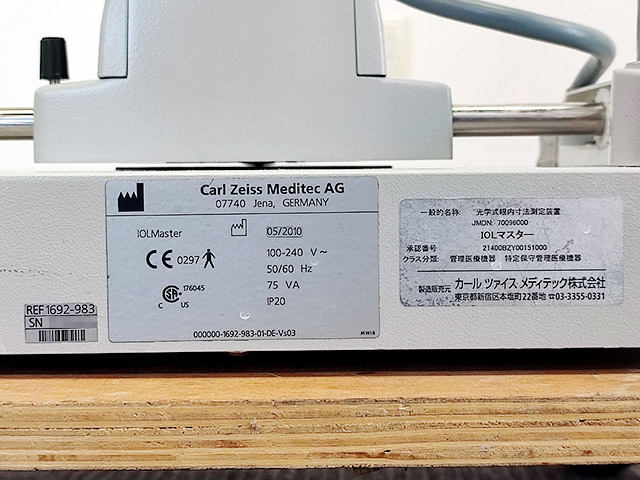 Carl Zeiss Meditec AG
07740 Jena, GERMANY
IOLMaster
05/2010
CE 0297
100-240 V~
50/60 Hz
75 VA
IP20
176045
C US
000000-1692-983-01-DE-Vs03
MW18
REF1692-983
SN
一般的名称: 光学式眼内寸法測定装置
JMDN: 70096000
IOLマスター
承認番号 21400BZY00151000
クラス分類: 管理医療機器 特定保守管理医療機器
製造販売元 カール ツァイス メディテック株式会社
東京都新宿区本塩町22番地 ☎03-3355-0331